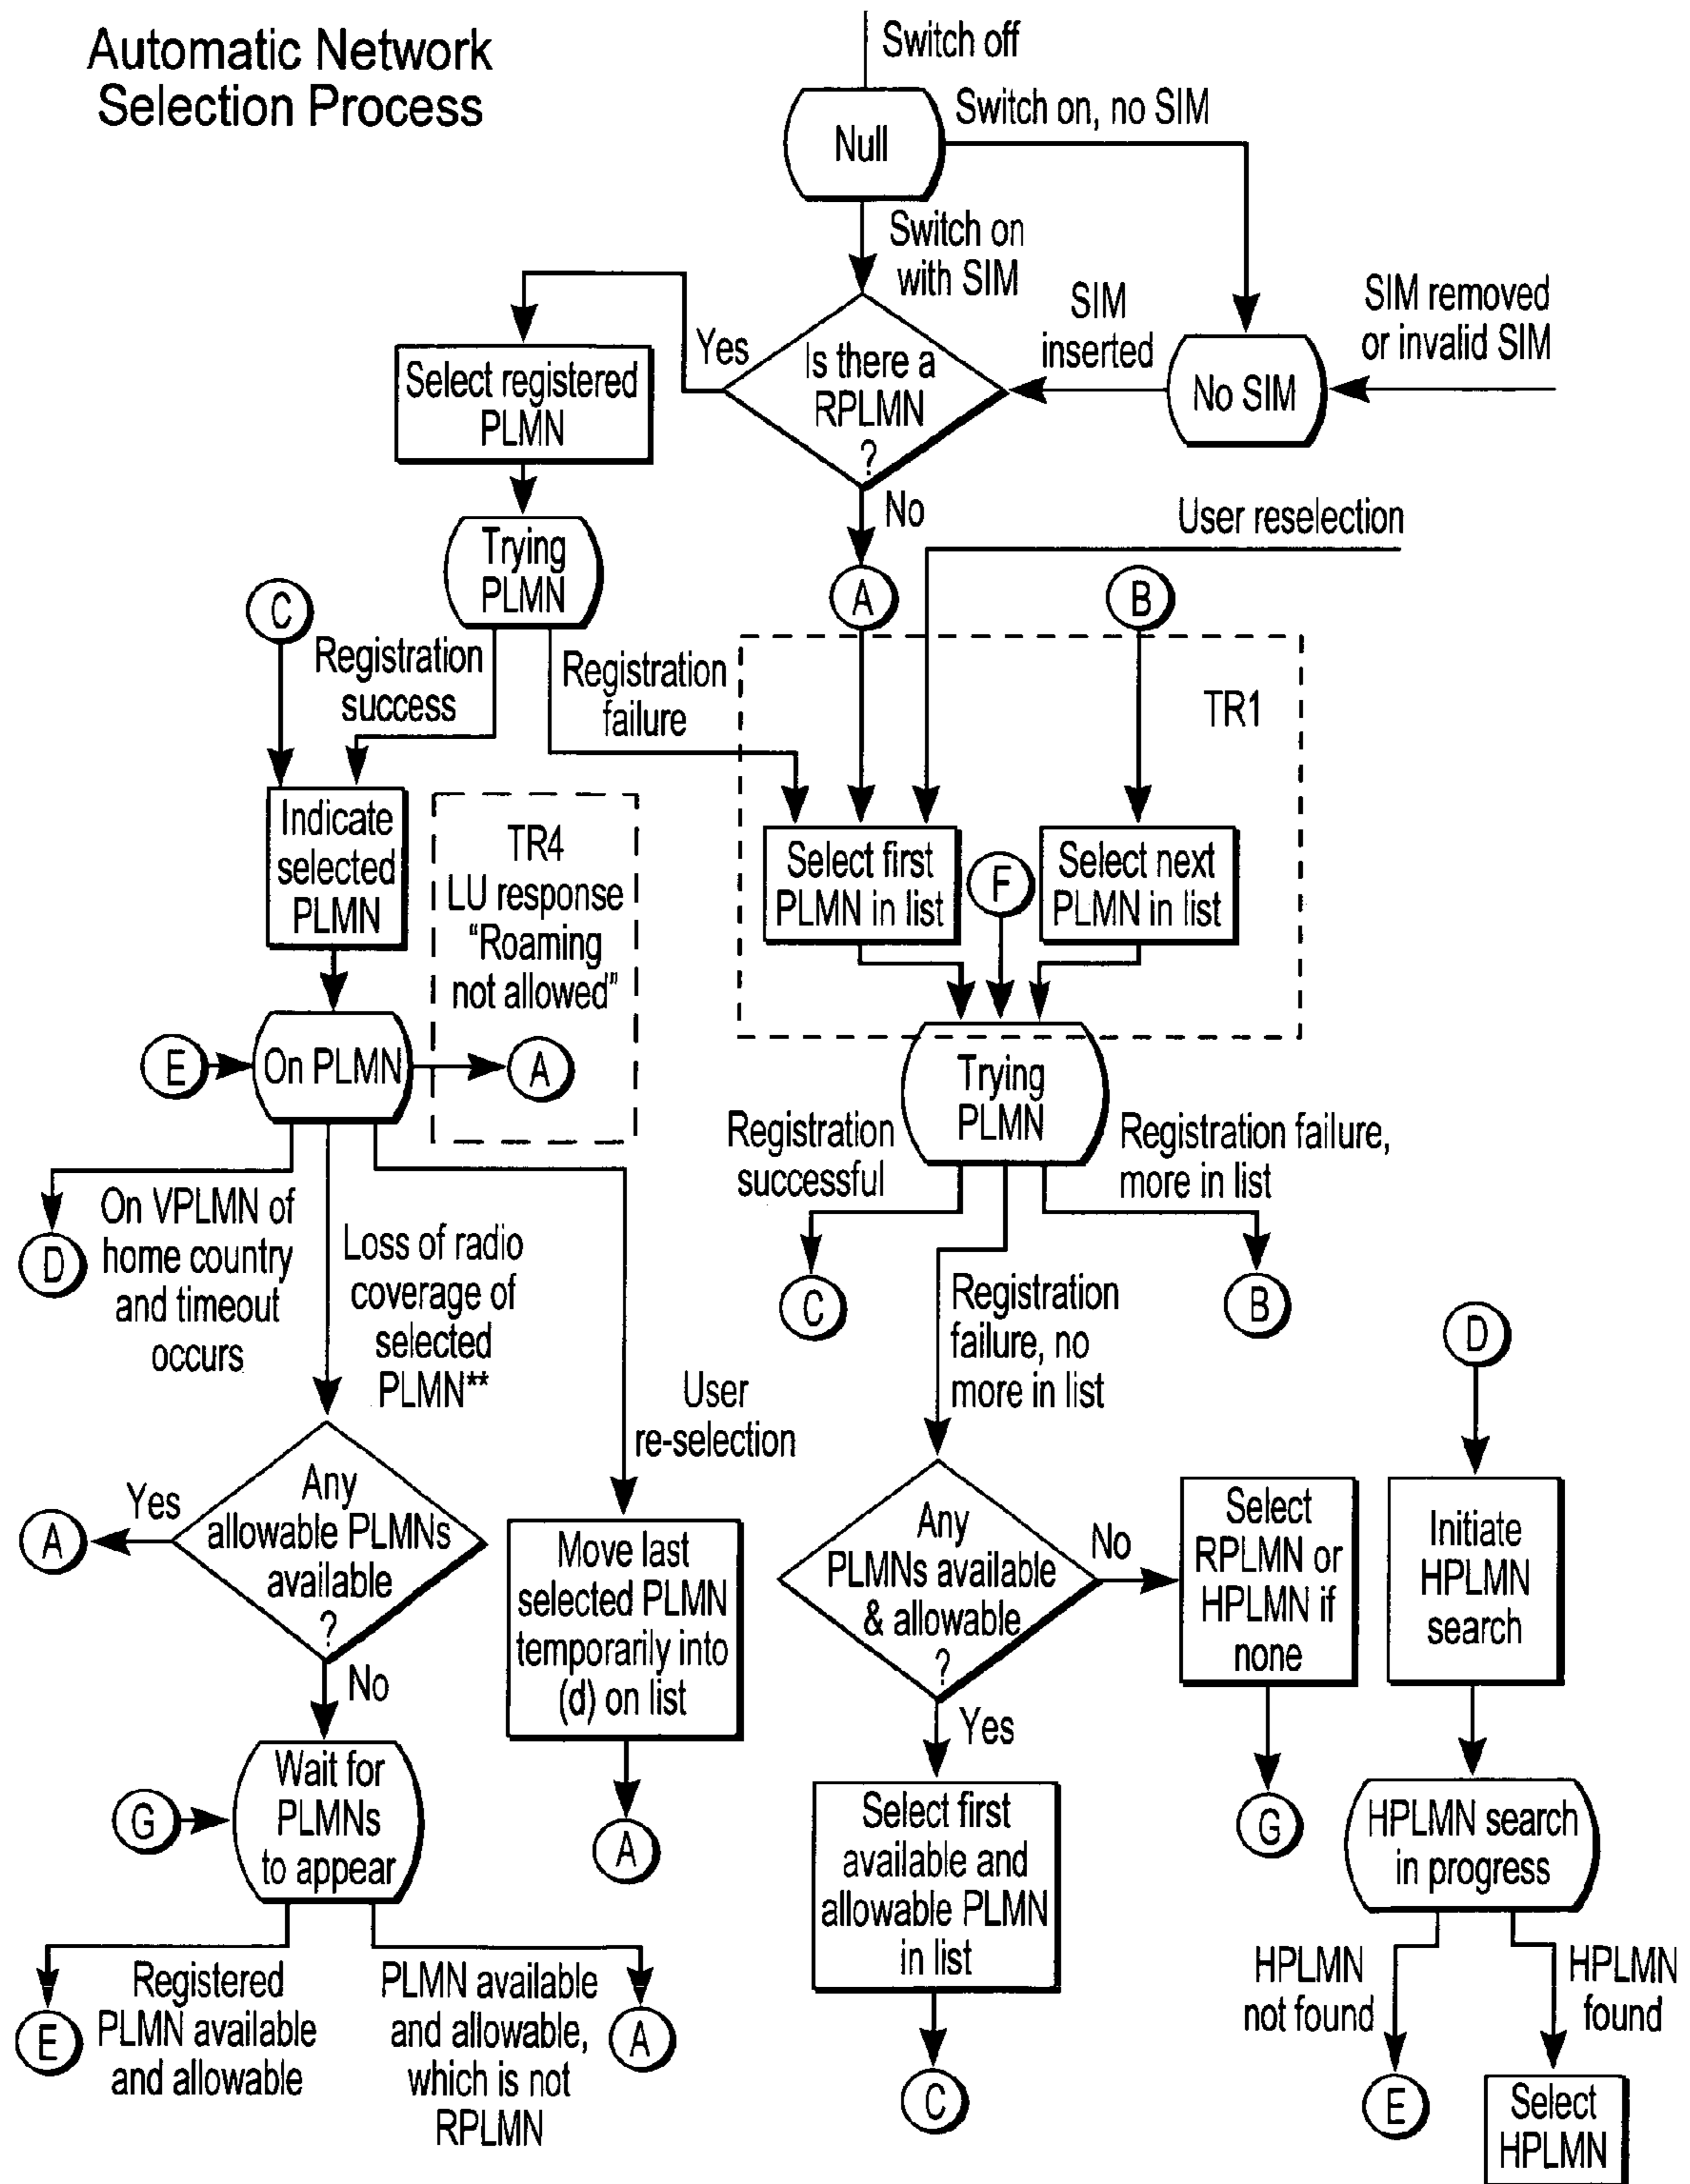 Automatic Network
Selection Process
Switch off
Null
Switch on, no SIM
Switch on
with SIM
Is there a
RPLMN
?
Yes
No
SIM
inserted
No SIM
SIM removed
or invalid SIM
Select registered
PLMN
Trying
PLMN
User reselection
C
A
B
Registration
success
Registration
failure
TR1
Indicate
selected
PLMN
TR4
LU response
“Roaming
not allowed”
Select first
PLMN in list
F
Select next
PLMN in list
E
On PLMN
A
Trying
PLMN
Registration
successful
Registration failure,
more in list
D
On VPLMN of
home country
and timeout
occurs
Loss of radio
coverage of
selected
PLMN**
User
re-selection
C
Registration
failure, no
more in list
B
D
Any
allowable PLMNs
available
?
Yes
A
No
Move last
selected PLMN
temporarily into
(d) on list
Any
PLMNs available
& allowable
?
No
Yes
Select
RPLMN or
HPLMN if
none
Initiate
HPLMN
search
G
Wait for
PLMNs
to appear
A
Select first
available and
allowable PLMN
in list
G
HPLMN search
in progress
E
Registered
PLMN available
and allowable
PLMN available
and allowable,
which is not
RPLMN
A
C
HPLMN
not found
HPLMN
found
E
Select
HPLMN